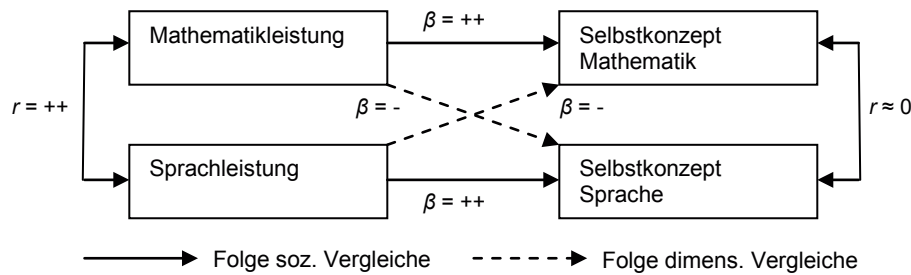 β = ++
Mathematikleistung
Selbstkonzept
Mathematik
r = ++
β = -
β = -
r ≈ 0
Sprachleistung
Selbstkonzept
Sprache
β = ++
Folge soz. Vergleiche
Folge dimens. Vergleiche